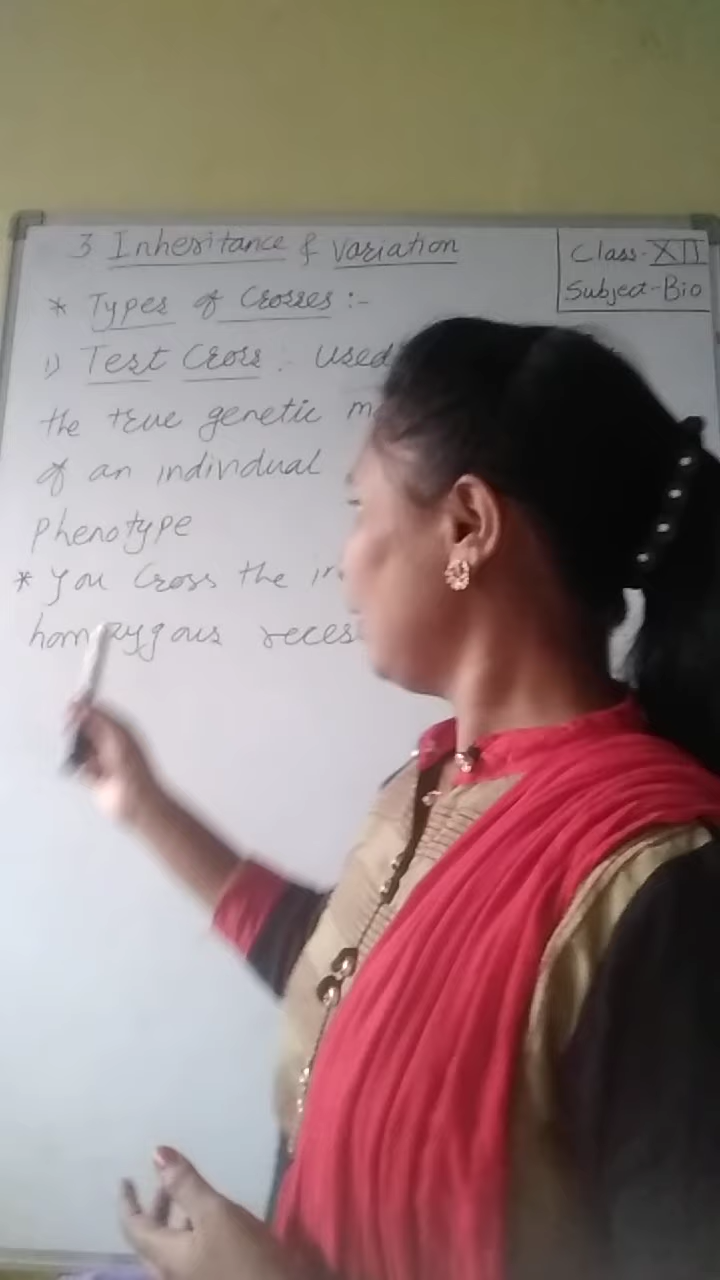 3 Inheritance & Variation
Class-XII
Subject-Bio
* Types of Crosses :-
1) Test Cross : Used
the true genetic
of an individual
Phenotype
* You Cross the
homozygous